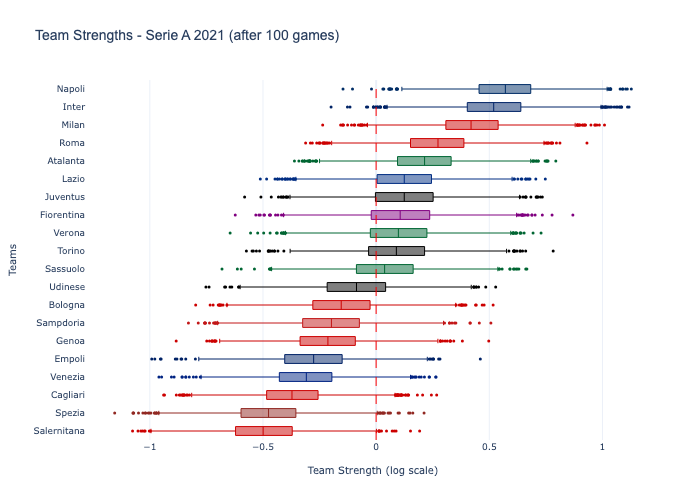 Team Strengths - Serie A 2021 (after 100 games)
Napoli
Inter
Milan
Roma
Atalanta
Lazio
Juventus
Fiorentina
Verona
Torino
Sassuolo
Udinese
Bologna
Sampdoria
Genoa
Empoli
Venezia
Cagliari
Spezia
Salernitana
Teams
−1
−0.5
0
0.5
1
Team Strength (log scale)